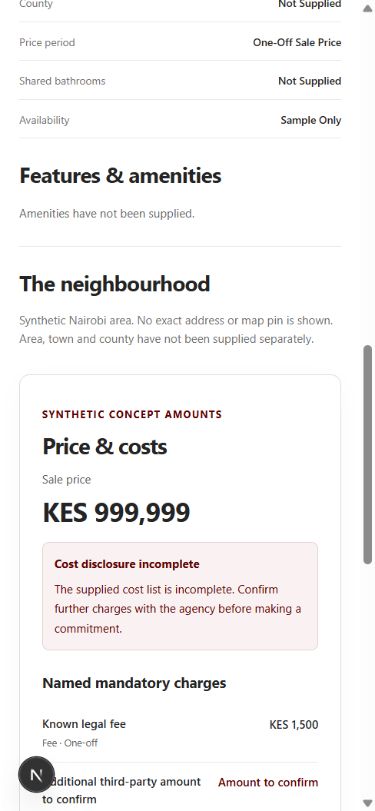 County Not Supplied
Price period One-Off Sale Price
Shared bathrooms Not Supplied
Availability Sample Only
Features & amenities
Amenities have not been supplied.
The neighbourhood
Synthetic Nairobi area. No exact address or map pin is shown.
Area, town and county have not been supplied separately.
SYNTHETIC CONCEPT AMOUNTS
Price & costs
Sale price
KES 999,999
Cost disclosure incomplete
The supplied cost list is incomplete. Confirm
further charges with the agency before making a
commitment.
Named mandatory charges
Known legal fee KES 1,500
Fee · One-off
N
third-party amount Amount to confirm
to confirm